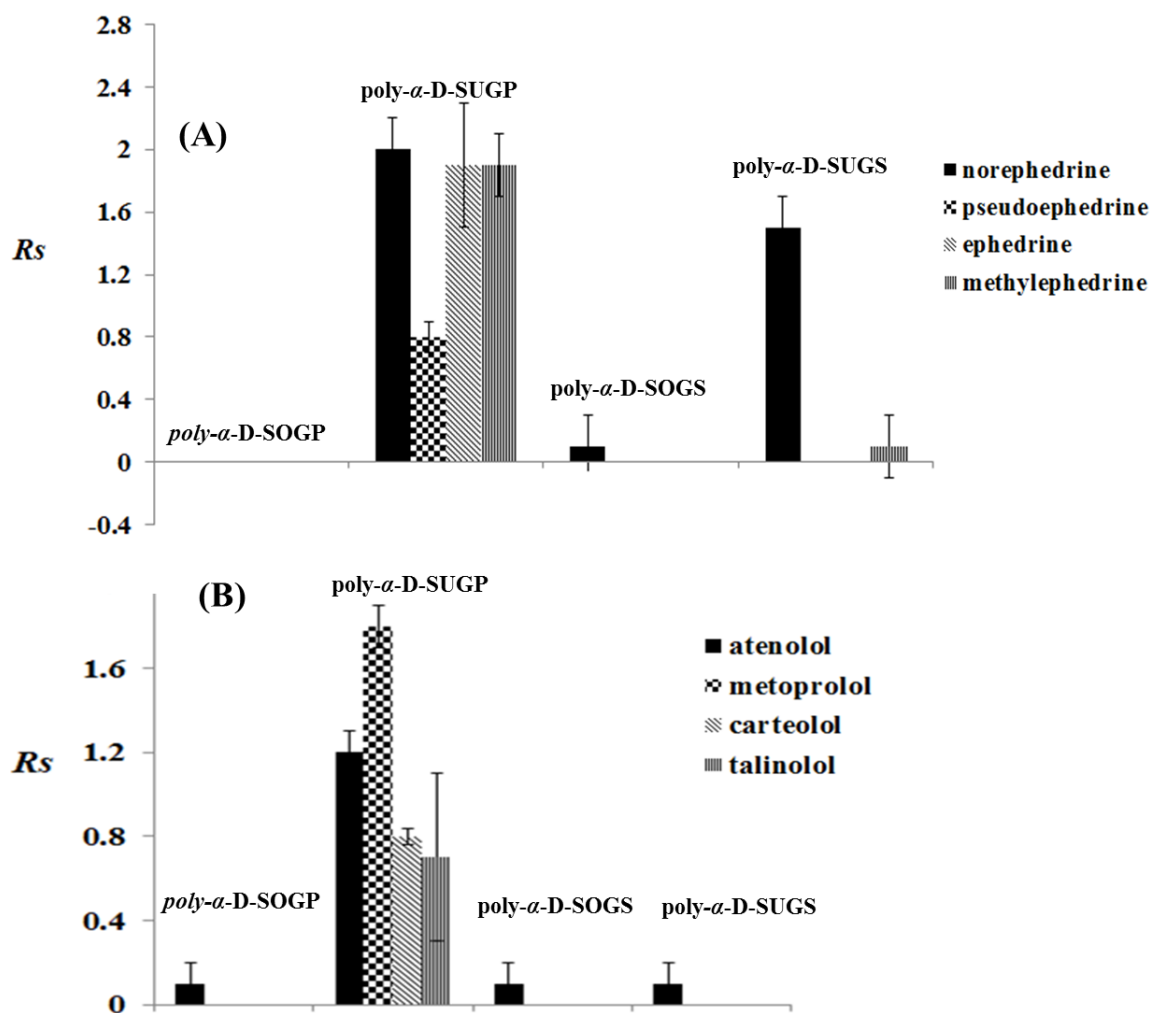 2.8
2.4
2
1.6
1.2
0.8
0.4
0
-0.4
Rs
(A)
poly-α-D-SOGP
poly-α-D-SUGP
poly-α-D-SOGS
poly-α-D-SUGS
norephedrine
pseudoephedrine
ephedrine
methylephedrine
1.6
1.2
0.8
0.4
0
Rs
(B)
poly-α-D-SOGP
poly-α-D-SUGP
poly-α-D-SOGS
poly-α-D-SUGS
atenolol
metoprolol
carteolol
talinolol